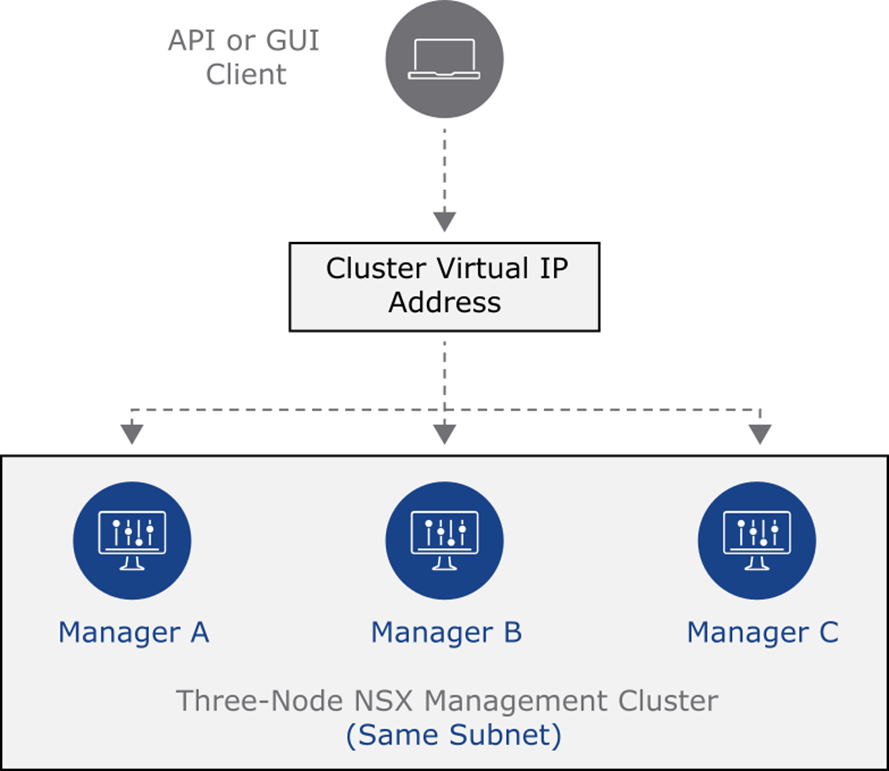 API or GUI
Client
Cluster Virtual IP
Address
Manager A
Manager B
Manager C
Three-Node NSX Management Cluster
(Same Subnet)